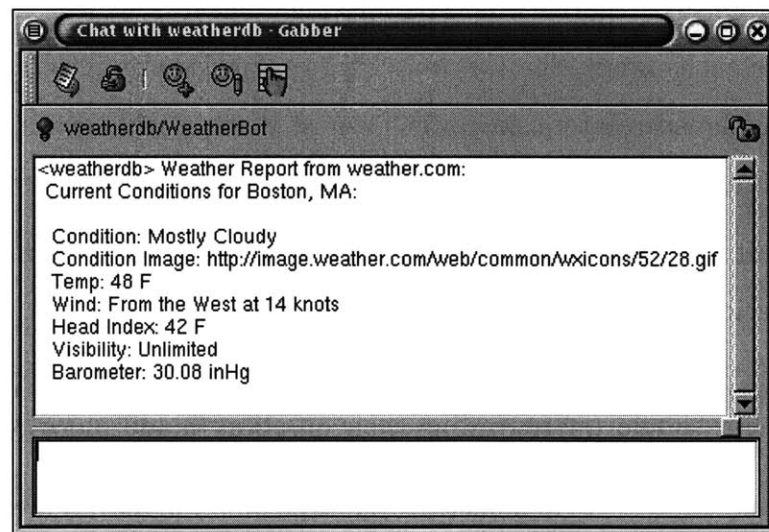 Chat with weatherdb - Gabber
weatherdb/WeatherBot
<weatherdb> Weather Report from weather.com:
Current Conditions for Boston, MA:
Condition: Mostly Cloudy
Condition Image: http://image.weather.com/web/common/wxicons/52/28.gif
Temp: 48 F
Wind: From the West at 14 knots
Head Index: 42 F
Visibility: Unlimited
Barometer: 30.08 inHg